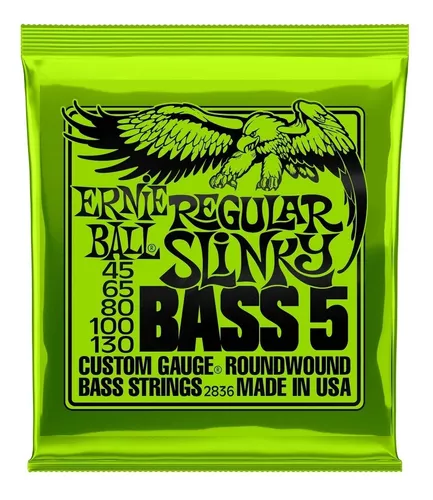 ERNIE BALL®
REGULAR SLINKY
45
65
80
100
130
BASS 5
CUSTOM GAUGE® ROUNDWOUND
BASS STRINGS 2836 MADE IN USA